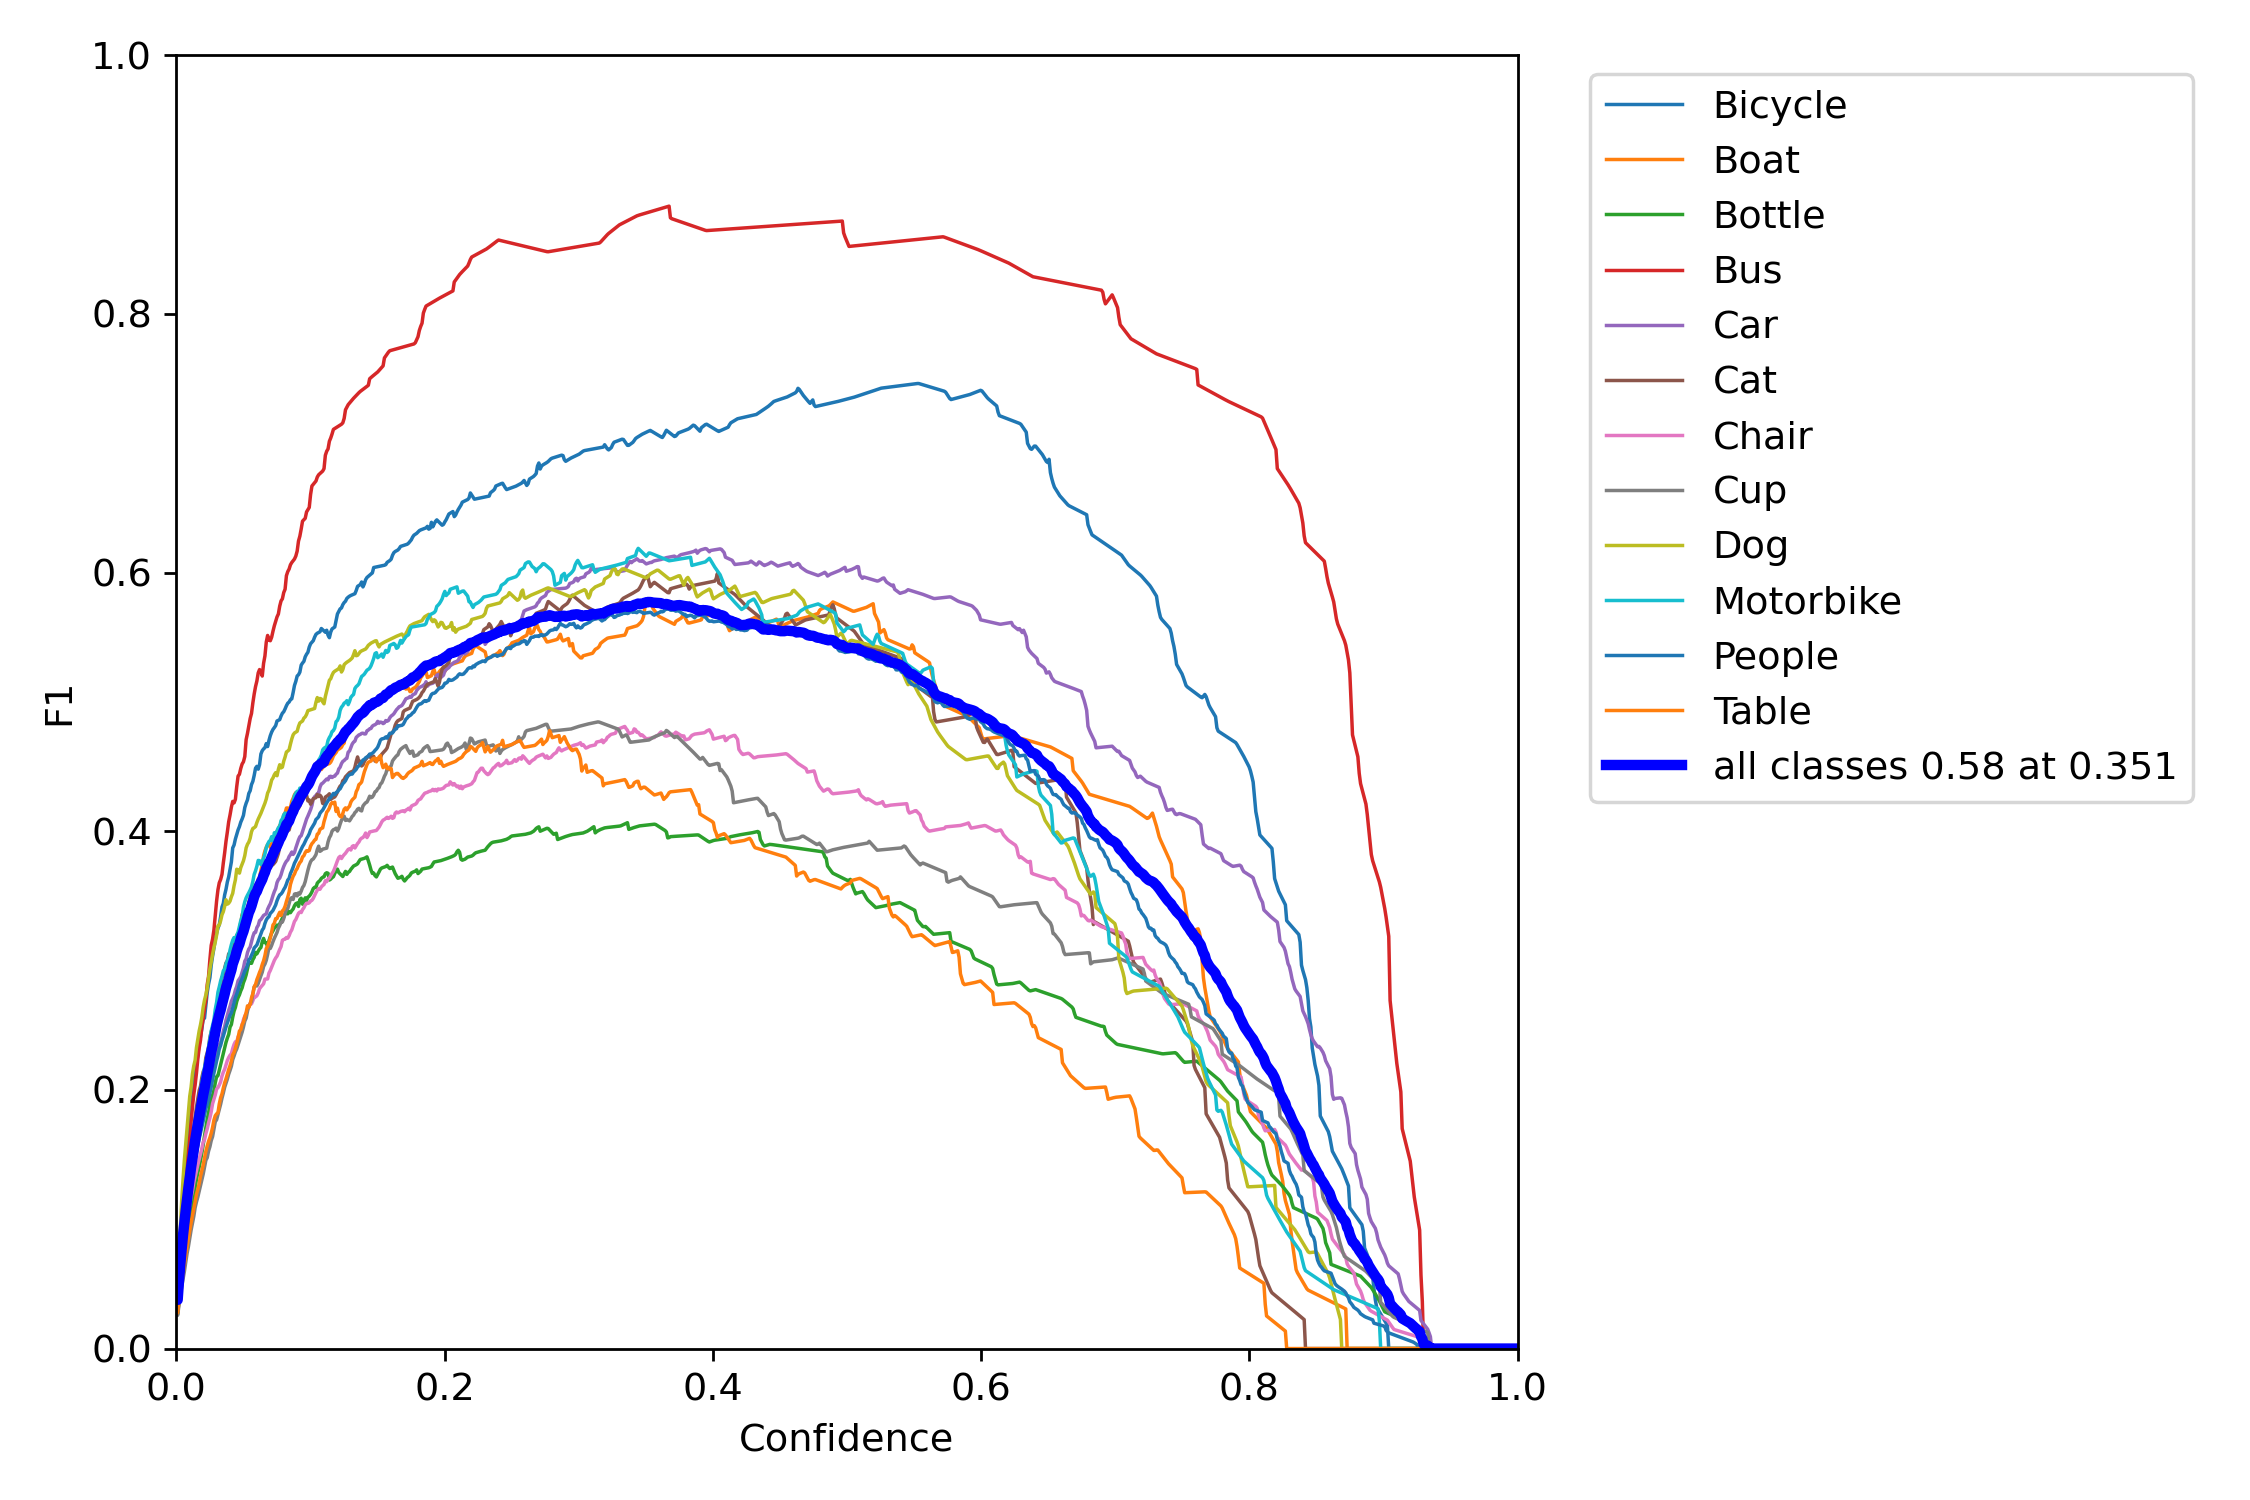 1.0
0.8
0.6
0.4
0.2
0.0
F1
0.0 0.2 0.4 0.6 0.8 1.0
Confidence
Bicycle
Boat
Bottle
Bus
Car
Cat
Chair
Cup
Dog
Motorbike
People
Table
all classes 0.58 at 0.351